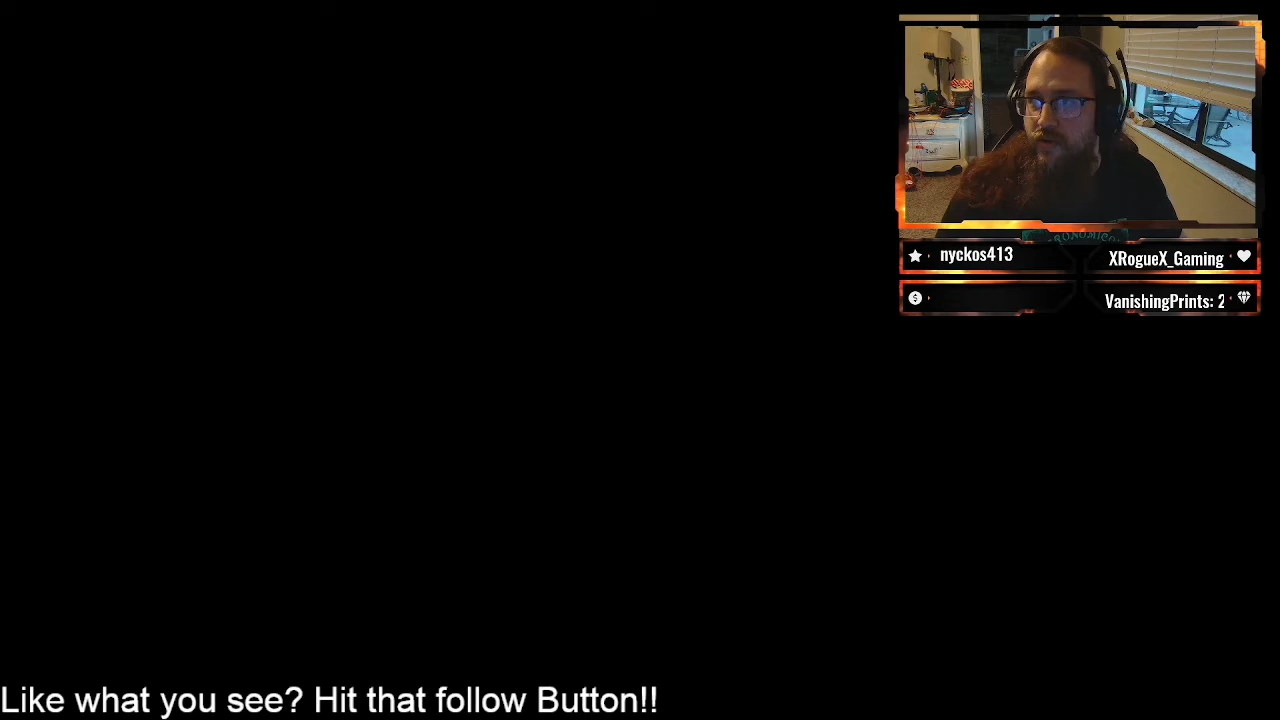 nyckos413
XRogueX_Gaming
VanishingPrints: 2
Like what you see? Hit that follow Button!!